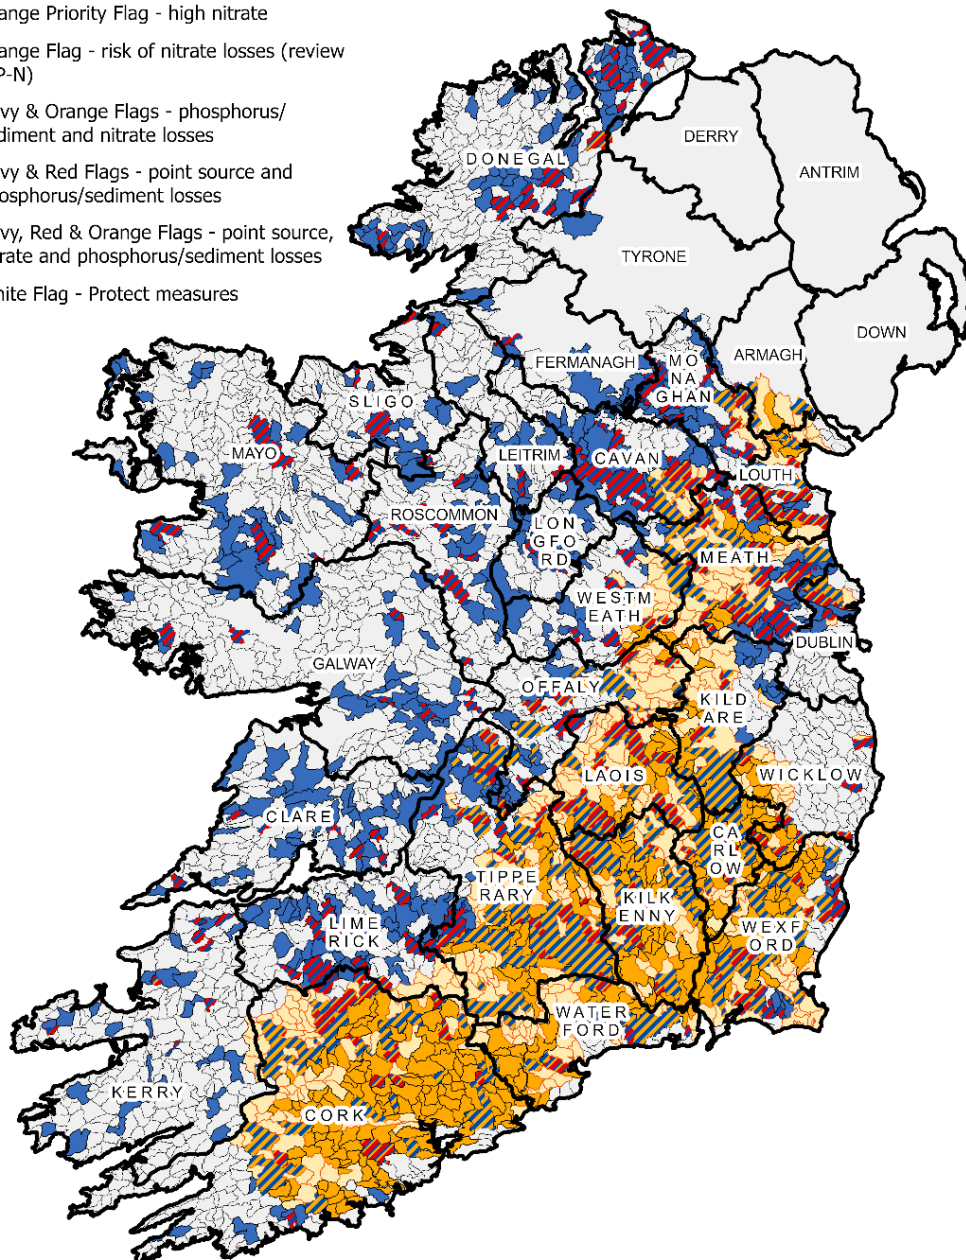 ange Priority Flag - high nitrate
ange Flag - risk of nitrate losses (review
P-N)
vy & Orange Flags - phosphorus/
diment and nitrate losses
vy & Red Flags - point source and
osphorus/sediment losses
vy, Red & Orange Flags - point source,
rate and phosphorus/sediment losses
hite Flag - Protect measures
DERRY
DONEGAL
ANTRIM
TYRONE
DOWN
FERMANAGH
MO
NA
GHAN
ARMAGH
SLIGO
MAYO
LEITRIM
CAVAN
LOUTH
ROSCOMMON
LON
GFO
RD
MEATH
WESTM
EATH
DUBLIN
GALWAY
OFFALY
KILD
ARE
LAOIS
WICKLOW
CLARE
CA
RL
OW
TIPPE
RARY
KILK
ENNY
LIME
RICK
WEXF
ORD
WATER
FORD
KERRY
CORK